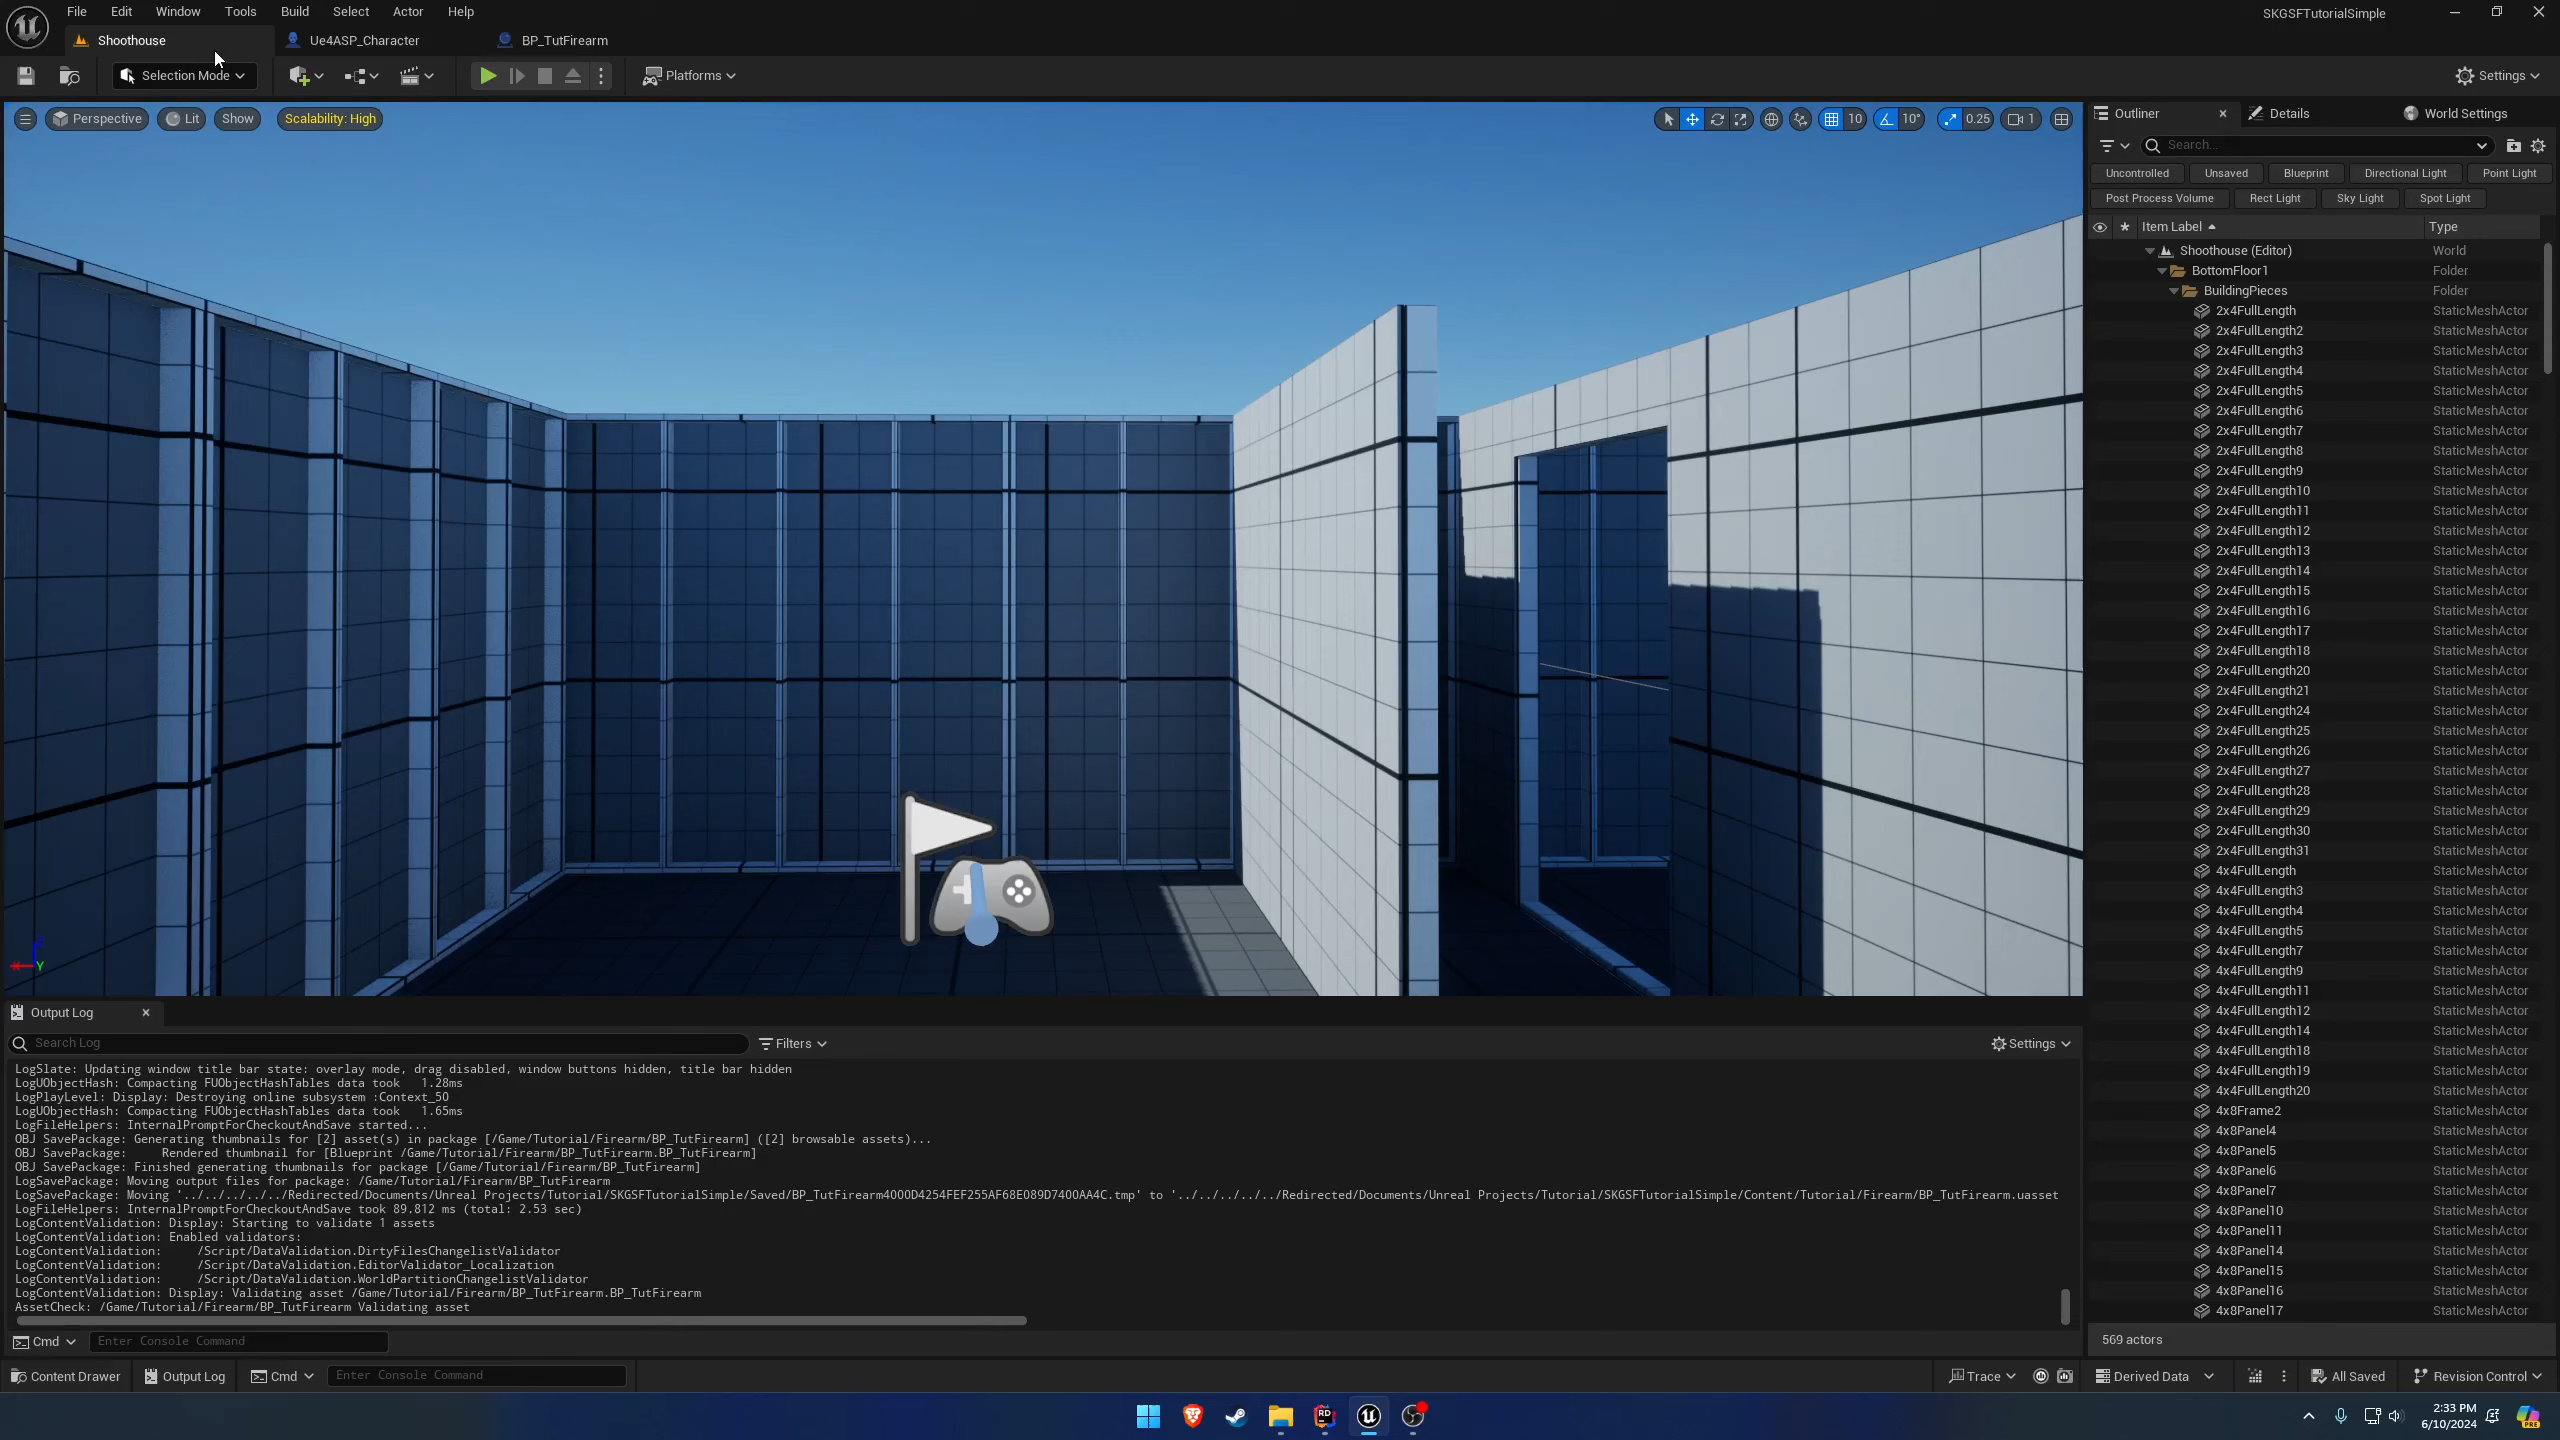 File Edit Window Tools Build Select Actor Help SKGSFTutorialSimple
Shoothouse Ue4ASP_Character BP_TutFirearm
Selection Mode Platforms Settings
Perspective Lit Show Scalability: High 10 10° 0.25 1
Outliner Details World Settings
Search...
Uncontrolled Unsaved Blueprint Directional Light Point Light
Post Process Volume Rect Light Sky Light Spot Light
Item Label Type
Shoothouse (Editor) World
BottomFloor1 Folder
BuildingPieces Folder
2x4FullLength StaticMeshActor
2x4FullLength2 StaticMeshActor
2x4FullLength3 StaticMeshActor
2x4FullLength4 StaticMeshActor
2x4FullLength5 StaticMeshActor
2x4FullLength6 StaticMeshActor
2x4FullLength7 StaticMeshActor
2x4FullLength8 StaticMeshActor
2x4FullLength9 StaticMeshActor
2x4FullLength10 StaticMeshActor
2x4FullLength11 StaticMeshActor
2x4FullLength12 StaticMeshActor
2x4FullLength13 StaticMeshActor
2x4FullLength14 StaticMeshActor
2x4FullLength15 StaticMeshActor
2x4FullLength16 StaticMeshActor
2x4FullLength17 StaticMeshActor
2x4FullLength18 StaticMeshActor
2x4FullLength20 StaticMeshActor
2x4FullLength21 StaticMeshActor
2x4FullLength24 StaticMeshActor
2x4FullLength25 StaticMeshActor
2x4FullLength26 StaticMeshActor
2x4FullLength27 StaticMeshActor
2x4FullLength28 StaticMeshActor
2x4FullLength29 StaticMeshActor
2x4FullLength30 StaticMeshActor
2x4FullLength31 StaticMeshActor
4x4FullLength StaticMeshActor
4x4FullLength3 StaticMeshActor
4x4FullLength4 StaticMeshActor
4x4FullLength5 StaticMeshActor
4x4FullLength7 StaticMeshActor
4x4FullLength9 StaticMeshActor
4x4FullLength11 StaticMeshActor
4x4FullLength12 StaticMeshActor
4x4FullLength14 StaticMeshActor
4x4FullLength18 StaticMeshActor
4x4FullLength19 StaticMeshActor
4x4FullLength20 StaticMeshActor
4x8Frame2 StaticMeshActor
4x8Panel4 StaticMeshActor
4x8Panel5 StaticMeshActor
4x8Panel6 StaticMeshActor
4x8Panel7 StaticMeshActor
4x8Panel10 StaticMeshActor
4x8Panel11 StaticMeshActor
4x8Panel14 StaticMeshActor
4x8Panel15 StaticMeshActor
4x8Panel16 StaticMeshActor
4x8Panel17 StaticMeshActor
569 actors
Y
Output Log
Search Log Filters Settings
LogSlate: Updating window title bar state: overlay mode, drag disabled, window buttons hidden, title bar hidden
LogUObjectHash: Compacting FUObjectHashTables data took 1.28ms
LogPlayLevel: Display: Destroying online subsystem :Context_50
LogUObjectHash: Compacting FUObjectHashTables data took 1.65ms
LogFileHelpers: InternalPromptForCheckoutAndSave started...
OBJ SavePackage: Generating thumbnails for [2] asset(s) in package [/Game/Tutorial/Firearm/BP_TutFirearm] ([2] browsable assets)...
OBJ SavePackage: Rendered thumbnail for [Blueprint /Game/Tutorial/Firearm/BP_TutFirearm.BP_TutFirearm]
OBJ SavePackage: Finished generating thumbnails for package [/Game/Tutorial/Firearm/BP_TutFirearm]
LogSavePackage: Moving output files for package: /Game/Tutorial/Firearm/BP_TutFirearm
LogSavePackage: Moving '../../../../../Redirected/Documents/Unreal Projects/Tutorial/SKGSFTutorialSimple/Saved/BP_TutFirearm4000D4254FEF255AF68E089D7400AA4C.tmp' to '../../../../../Redirected/Documents/Unreal Projects/Tutorial/SKGSFTutorialSimple/Content/Tutorial/Firearm/BP_TutFirearm.uasset
LogFileHelpers: InternalPromptForCheckoutAndSave took 89.812 ms (total: 2.53 sec)
LogContentValidation: Display: Starting to validate 1 assets
LogContentValidation: Enabled validators:
LogContentValidation: /Script/DataValidation.DirtyFilesChangelistValidator
LogContentValidation: /Script/DataValidation.EditorValidator_Localization
LogContentValidation: /Script/DataValidation.WorldPartitionChangelistValidator
LogContentValidation: Display: Validating asset /Game/Tutorial/Firearm/BP_TutFirearm.BP_TutFirearm
AssetCheck: /Game/Tutorial/Firearm/BP_TutFirearm Validating asset
Cmd Enter Console Command
Content Drawer Output Log Cmd Enter Console Command Trace Derived Data All Saved Revision Control
RD
2:33 PM
6/10/2024
PRE